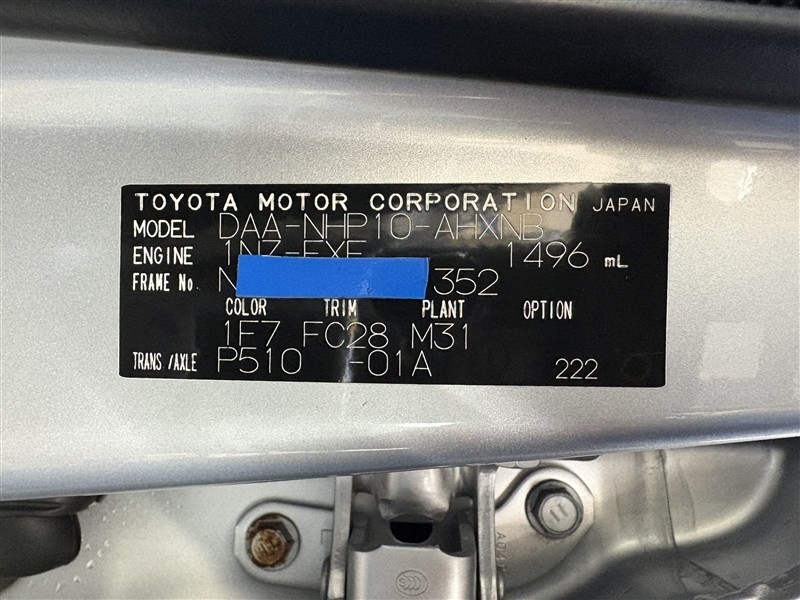 TOYOTA MOTOR CORPORATION JAPAN
MODEL DAA-NHP10-AHXNB
ENGINE 1NZ-FXE 1496 mL
FRAME No. N 352
COLOR TRIM PLANT OPTION
1F7 FC28 M31
TRANS/AXLE P510 -01A 222